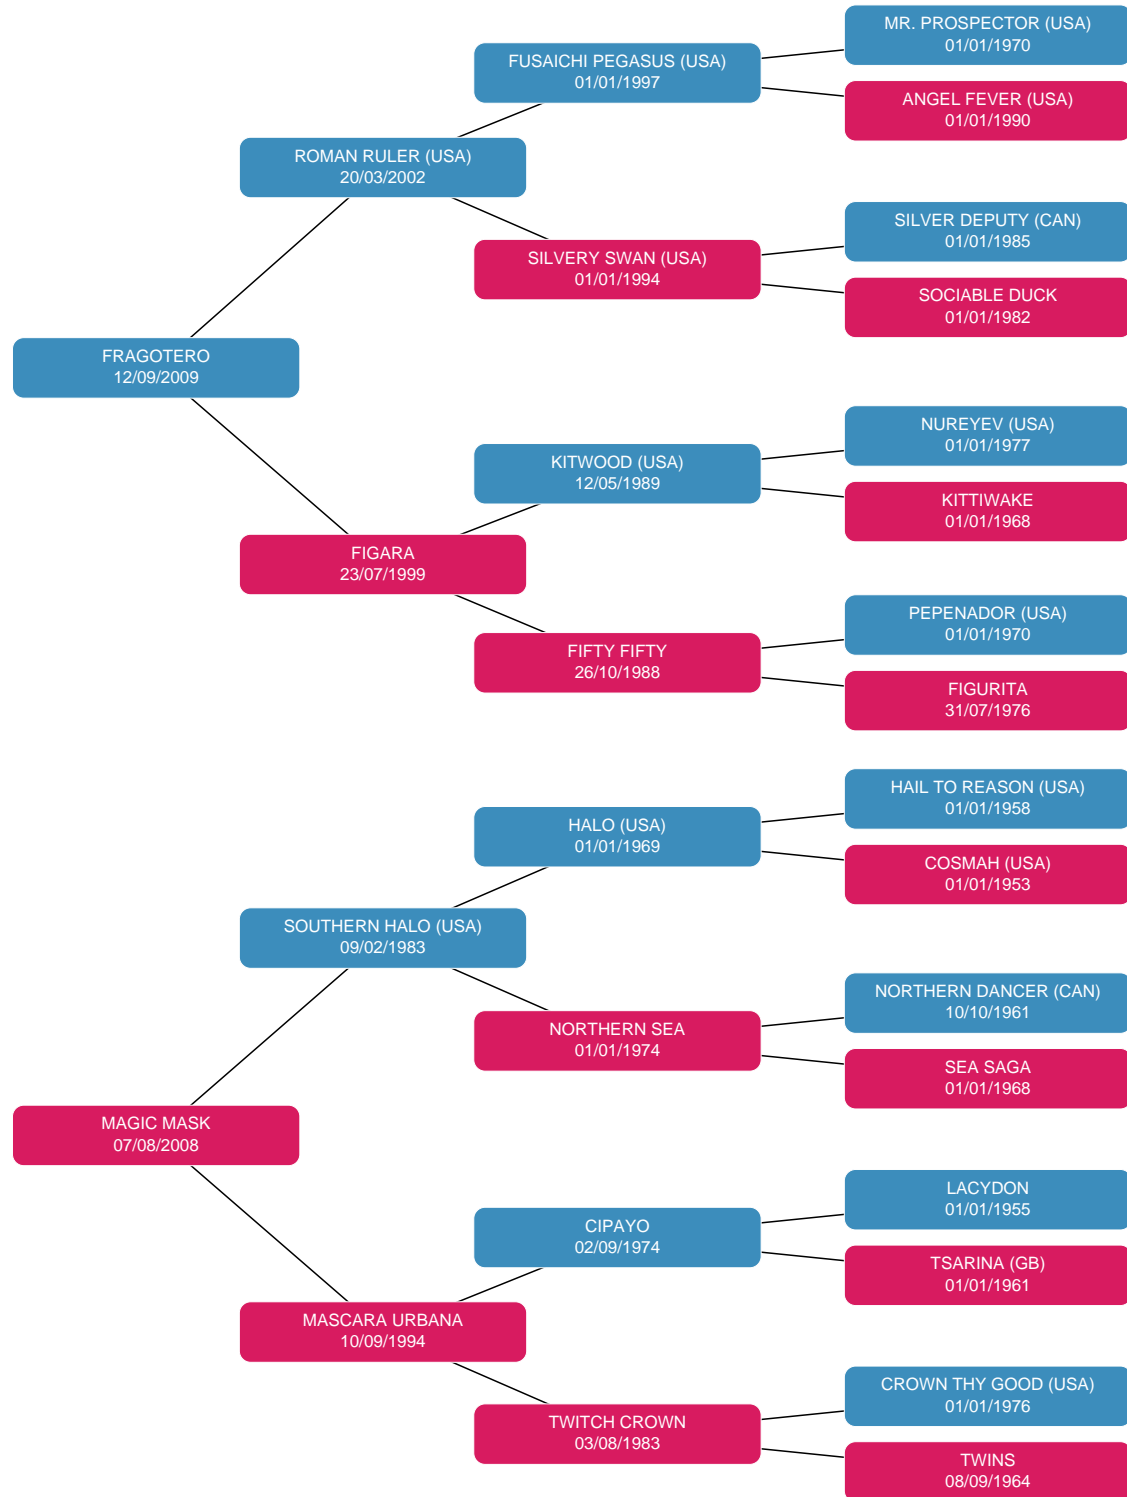 MR. PROSPECTOR (USA)
01/01/1970
FUSAICHI PEGASUS (USA)
01/01/1997
ANGEL FEVER (USA)
01/01/1990
ROMAN RULER (USA)
20/03/2002
SILVER DEPUTY (CAN)
01/01/1985
SILVERY SWAN (USA)
01/01/1994
SOCIABLE DUCK
01/01/1982
FRAGOTERO
12/09/2009
NUREYEV (USA)
01/01/1977
KITWOOD (USA)
12/05/1989
KITTIWAKE
01/01/1968
FIGARA
23/07/1999
PEPENADOR (USA)
01/01/1970
FIFTY FIFTY
26/10/1988
FIGURITA
31/07/1976
HAIL TO REASON (USA)
01/01/1958
HALO (USA)
01/01/1969
COSMAH (USA)
01/01/1953
SOUTHERN HALO (USA)
09/02/1983
NORTHERN DANCER (CAN)
10/10/1961
NORTHERN SEA
01/01/1974
SEA SAGA
01/01/1968
MAGIC MASK
07/08/2008
LACYDON
01/01/1955
CIPAYO
02/09/1974
TSARINA (GB)
01/01/1961
MASCARA URBANA
10/09/1994
CROWN THY GOOD (USA)
01/01/1976
TWITCH CROWN
03/08/1983
TWINS
08/09/1964